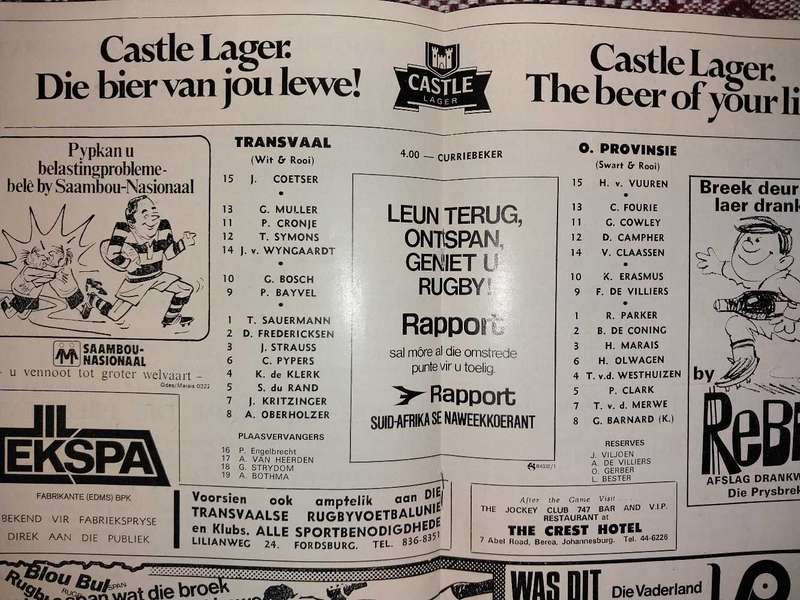 Castle Lager.
Die bier van jou lewe!
CASTLE
LAGER
Castle Lager.
The beer of your
Pypkan u
belastingprobleme-
belê by Saambou-Nasionaal
SAAMBOU-
NASIONAAL
u vennoot tot groter welvaart -
TRANSVAAL
(Wit & Rooi)
15 J. COETSER
13 G. MULLER
11 P. CRONJE
12 T. SYMONS
14 J. v. WYNGAARDT
10 G. BOSCH
9 P. BAYVEL
1 T. SAUERMANN
2 D. FREDERICKSEN
3 J. STRAUSS
6 C. PYPERS
4 K. de KLERK
5 S. du RAND
7 J. KRITZINGER
8 A. OBERHOLZER
PLAASVERVANGERS
16 P. Engelbrecht
17 A. VAN HEERDEN
18 G. STRYDOM
19 A. BOTHMA
4.00 — CURRIEBEKER
LEUN TERUG,
ONTSPAN,
GENIET U
RUGBY!
Rapport
sal môre al die omstrede
punte vir u toelig.
Rapport
SUID-AFRIKA SE NAWEEKKOERANT
O. PROVINSIE
(Swart & Rooi)
15 H. v. VUUREN
13 C. FOURIE
11 G. COWLEY
12 D. CAMPHER
14 V. CLAASSEN
10 K. ERASMUS
9 F. DE VILLIERS
1 R. PARKER
2 B. DE CONING
3 H. MARAIS
6 H. OLWAGEN
4 T. v.d. WESTHUIZEN
5 P. CLARK
7 T. v.d. MERWE
8 G. BARNARD (K.)
RESERVES
J. VILJOEN
A. DE VILLIERS
O. GERBER
L. BESTER
Breek deur
laer drank
by
AFSLAG DRANKW
Die Prysbrek
EKSPA
FABRIKANTE (EDMS) BPK
BEKEND VIR FABRIEKSPRYSE
DIREK AAN DIE PUBLIEK
Voorsien ook amptelik aan DIE
TRANSVAALSE RUGBYVOETBALUNIE
en Klubs. ALLE SPORTBENODIGDHEDE
LILIANWEG 24. FORDSBURG. TEL. 836-8351
After the Game Visit . . . .
THE JOCKEY CLUB 747 BAR AND V.I.P.
RESTAURANT at
THE CREST HOTEL
7 Abel Road, Berea, Johannesburg. Tel. 44-6226
Blou Bul
wat die broek
WAS DIT
Die Vaderland